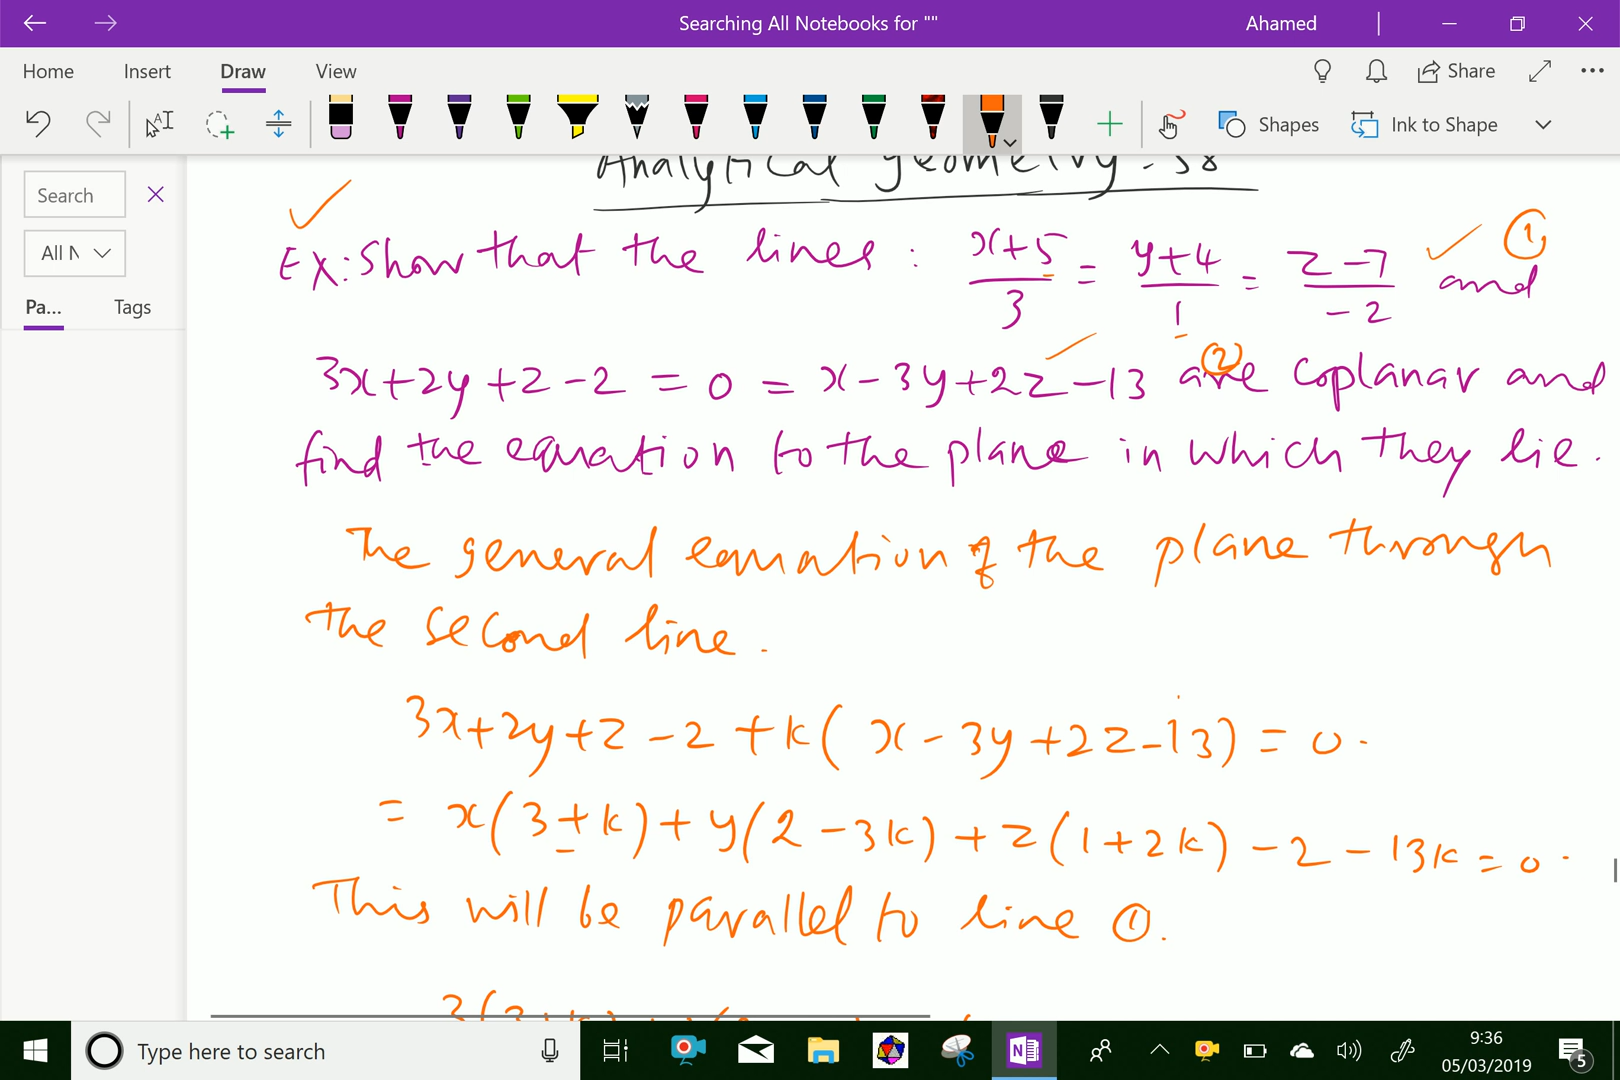 Searching All Notebooks for ""
Ahamed
Home Insert Draw View
Share
Shapes
Ink to Shape
Search
All N
Pa... Tags
Analytical geometry - 38
Ex: Show that the lines : x+5/3 = y+4/1 = z-7/-2 and ①
3x+2y+z-2 = 0 = x-3y+2z-13 ② are coplanar and
find the equation to the plane in which they lie.
The general equation of the plane through
the second line.
3x+2y+z-2+k(x-3y+2z-13) = 0.
= x(3+k)+y(2-3k)+z(1+2k)-2-13k=0.
This will be parallel to line ①.
Type here to search
N
9:36
05/03/2019
5